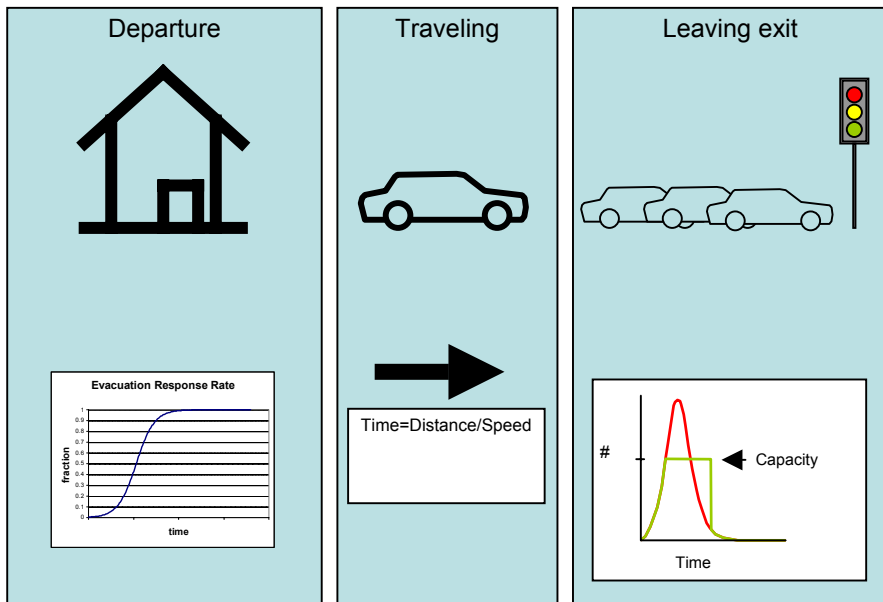 Departure
Traveling
Leaving exit
Evacuation Response Rate
1
0.9
0.8
0.7
0.6
0.5
0.4
0.3
0.2
0.1
0
fraction
time
Time=Distance/Speed
#
Capacity
Time